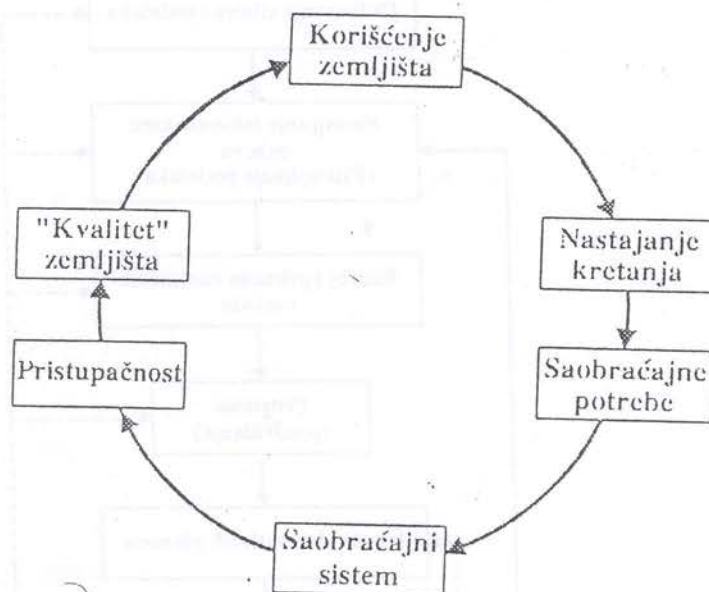 Korišćenje
zemljišta
Nastajanje
kretanja
Saobraćajne
potrebe
Saobraćajni
sistem
Pristupačnost
"Kvalitet"
zemljišta